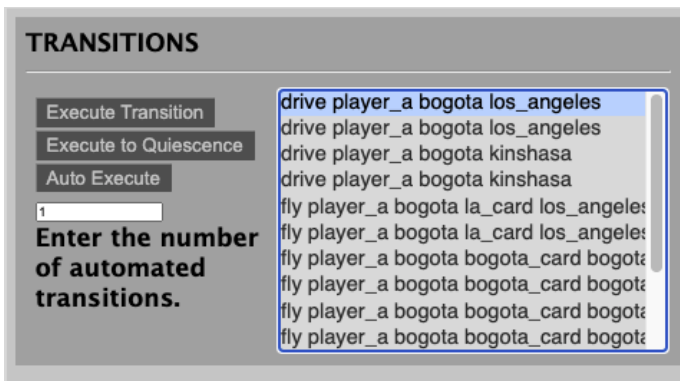 TRANSITIONS
Execute Transition
Execute to Quiescence
Auto Execute
1
Enter the number
of automated
transitions.
drive player_a bogota los_angeles
drive player_a bogota los_angeles
drive player_a bogota kinshasa
drive player_a bogota kinshasa
fly player_a bogota la_card los_angeles
fly player_a bogota la_card los_angeles
fly player_a bogota bogota_card bogota
fly player_a bogota bogota_card bogota
fly player_a bogota bogota_card bogota
fly player_a bogota bogota_card bogota